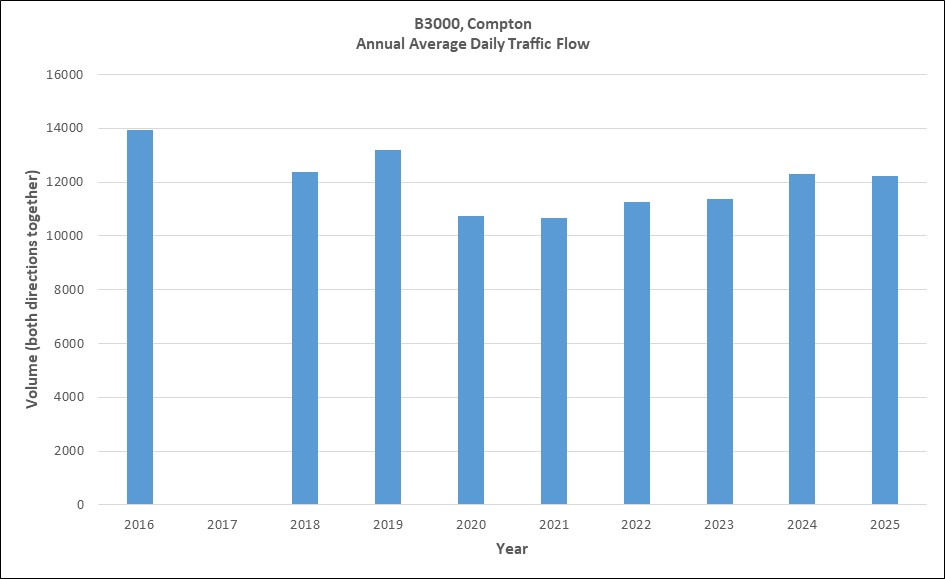 B3000, Compton
Annual Average Daily Traffic Flow
Volume (both directions together)
16000
14000
12000
10000
8000
6000
4000
2000
0
2016 2017 2018 2019 2020 2021 2022 2023 2024 2025
Year